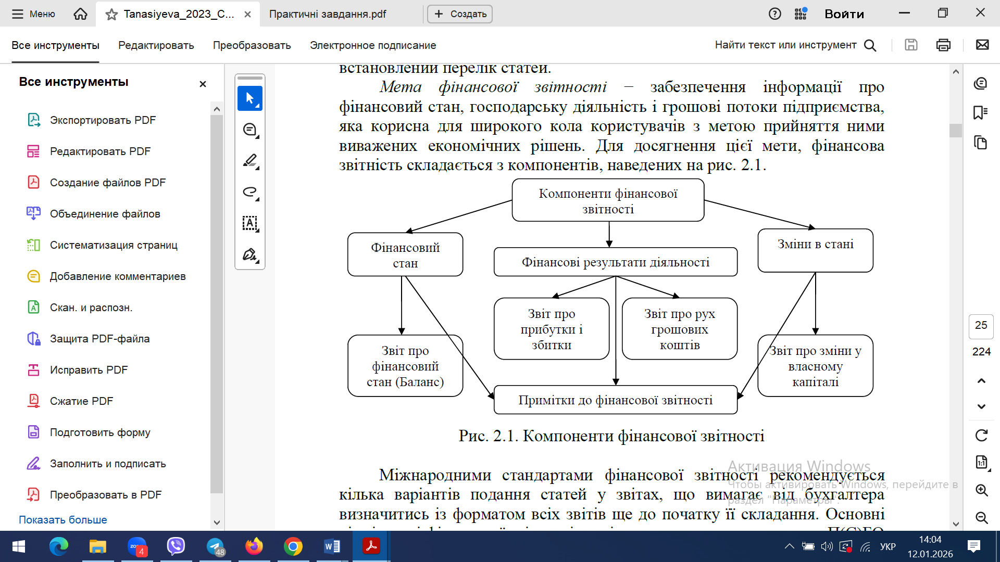 Меню
Tanasiyeva_2023_C...
Практичні завдання.pdf
Создать
Войти
Все инструменты
Редактировать
Преобразовать
Электронное подписание
Найти текст или инструмент
Все инструменты
Экспортировать PDF
Редактировать PDF
Создание файлов PDF
Объединение файлов
Систематизация страниц
Добавление комментариев
Скан. и распозн.
Защита PDF-файла
Исправить PDF
Сжатие PDF
Подготовить форму
Заполнить и подписать
Преобразовать в PDF
Показать больше
встановлений перелік статей.
Мета фінансової звітності − забезпечення інформації про
фінансовий стан, господарську діяльність і грошові потоки підприємства,
яка корисна для широкого кола користувачів з метою прийняття ними
виважених економічних рішень. Для досягнення цієї мети, фінансова
звітність складається з компонентів, наведених на рис. 2.1.
Компоненти фінансової
звітності
Фінансовий
стан
Фінансові результати діяльності
Зміни в стані
Звіт про
прибутки і
збитки
Звіт про рух
грошових
коштів
Звіт про
фінансовий
стан (Баланс)
Звіт про зміни у
власному
капіталі
Примітки до фінансової звітності
Рис. 2.1. Компоненти фінансової звітності
Міжнародними стандартами фінансової звітності рекомендується
кілька варіантів подання статей у звітах, що вимагає від бухгалтера
визначитись із форматом всіх звітів ще до початку її складання. Основні
П(С)БО
Активация Windows
Чтобы активировать Windows, перейдите в
раздел "Параметры".
25
224
1:1
zoom
4
48
УКР
14:04
12.01.2026